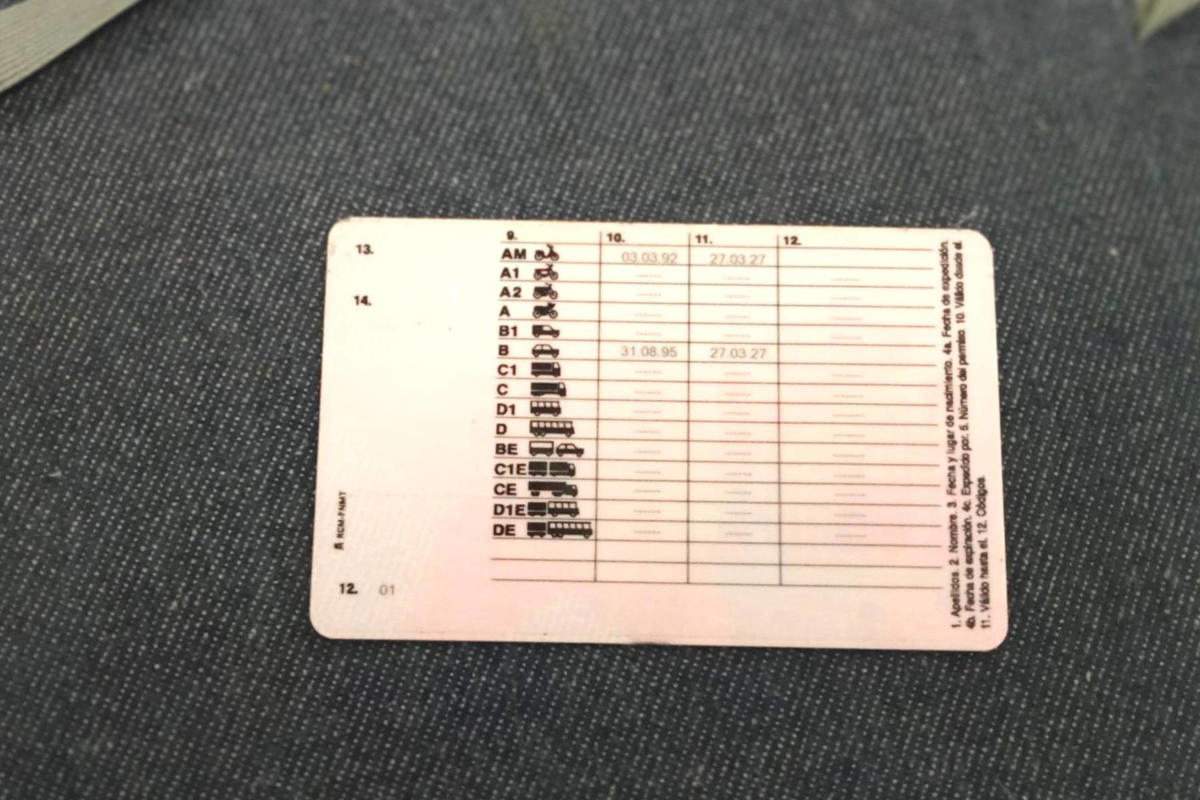 13.
14.
9. 10. 11. 12.
AM 03.03.92 27.03.27
A1 ------ ------ ------
A2 ------ ------ ------
A ------ ------ ------
B1 ------ ------ ------
B 31.08.95 27.03.27
C1 ------ ------ ------
C ------ ------ ------
D1 ------ ------ ------
D ------ ------ ------
BE ------ ------ ------
C1E ------ ------ ------
CE ------ ------ ------
D1E ------ ------ ------
DE ------ ------ ------
RCM-FNMT
12. 01
1. Apellidos. 2. Nombre. 3. Fecha y lugar de nacimiento. 4a. Fecha de expedición.
4b. Fecha de expiración. 4c. Expedido por. 5. Número del permiso. 10. Válido desde el.
11. Válido hasta el. 12. Códigos.